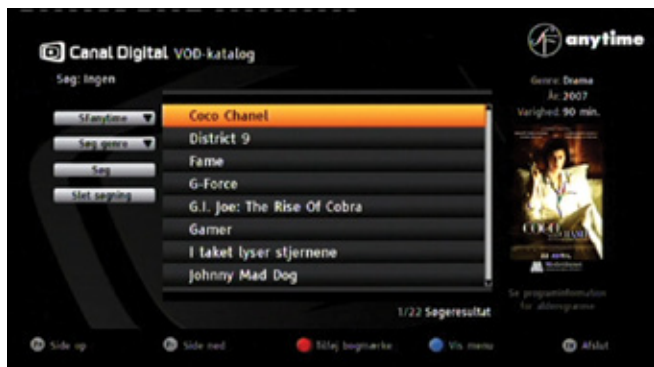 Canal Digital VOD-katalog
anytime
Søg: Ingen
Genre: Drama
År: 2007
Varighed: 90 min.
SFanytime
Søg genre
Søg
Slet søgning
Coco Chanel
District 9
Fame
G-Force
G.I. Joe: The Rise Of Cobra
Gamer
I taket lyser stjernene
Johnny Mad Dog
COCO CHANEL
Se programinformation
for aldersgrænse
1/22 Søgeresultat
Side op
Side ned
Tilføj bogmærke
Vis menu
Afslut